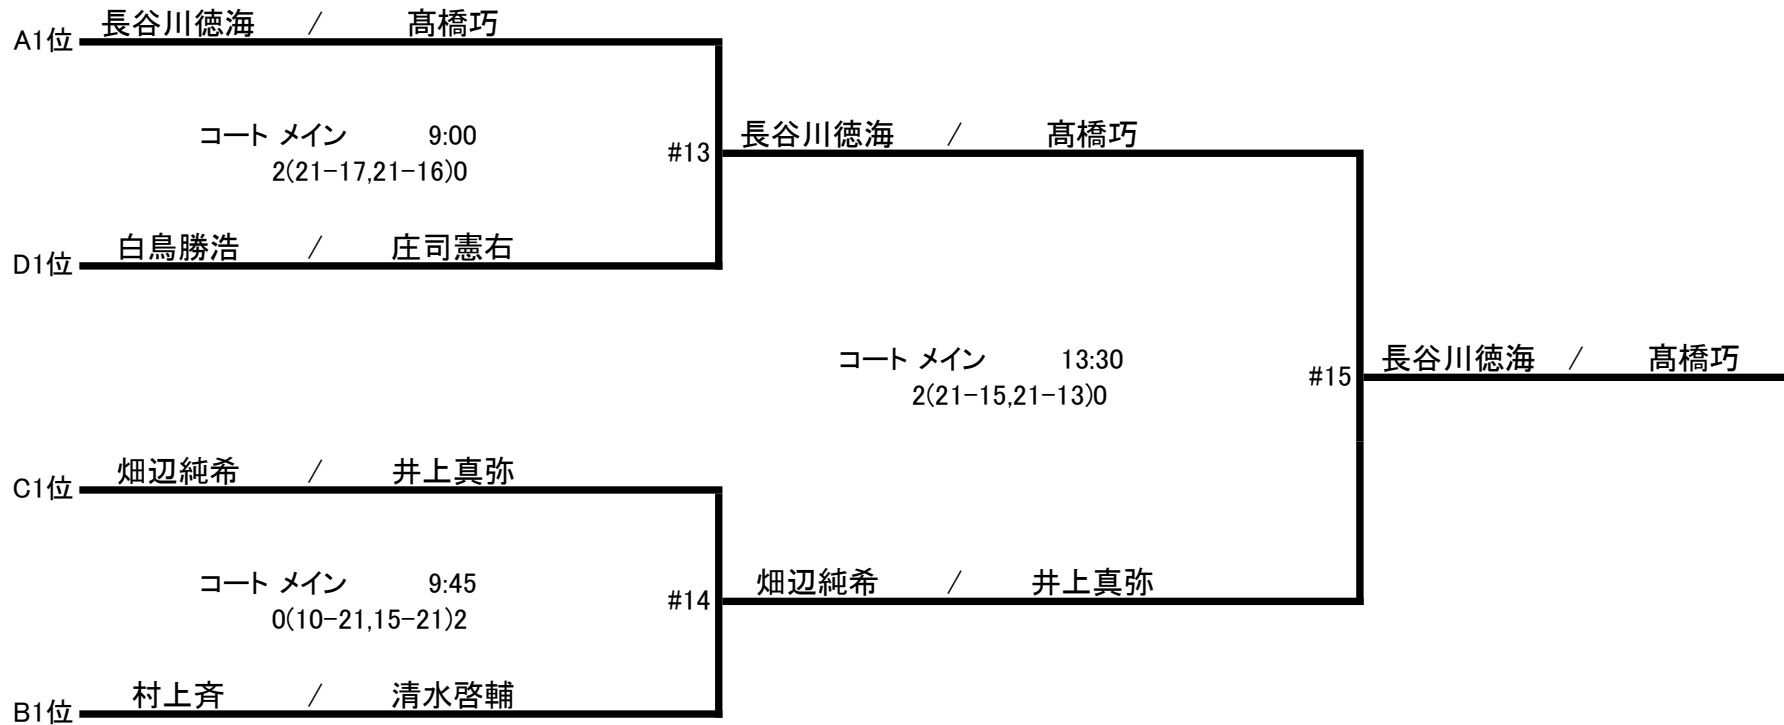 A1位 長谷川徳海 / 髙橋巧
コート メイン 9:00
2(21-17,21-16)0
#13 長谷川徳海 / 髙橋巧
D1位 白鳥勝浩 / 庄司憲右
コート メイン 13:30
2(21-15,21-13)0
#15 長谷川徳海 / 髙橋巧
C1位 畑辺純希 / 井上真弥
コート メイン 9:45
0(10-21,15-21)2
#14 畑辺純希 / 井上真弥
B1位 村上斉 / 清水啓輔